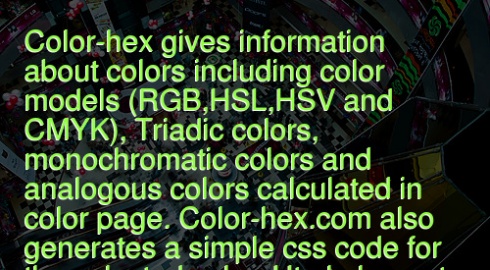 Color-hex gives information
about colors including color
models (RGB,HSL,HSV and
CMYK), Triadic colors,
monochromatic colors and
analogous colors calculated in
color page. Color-hex.com also
generates a simple css code for